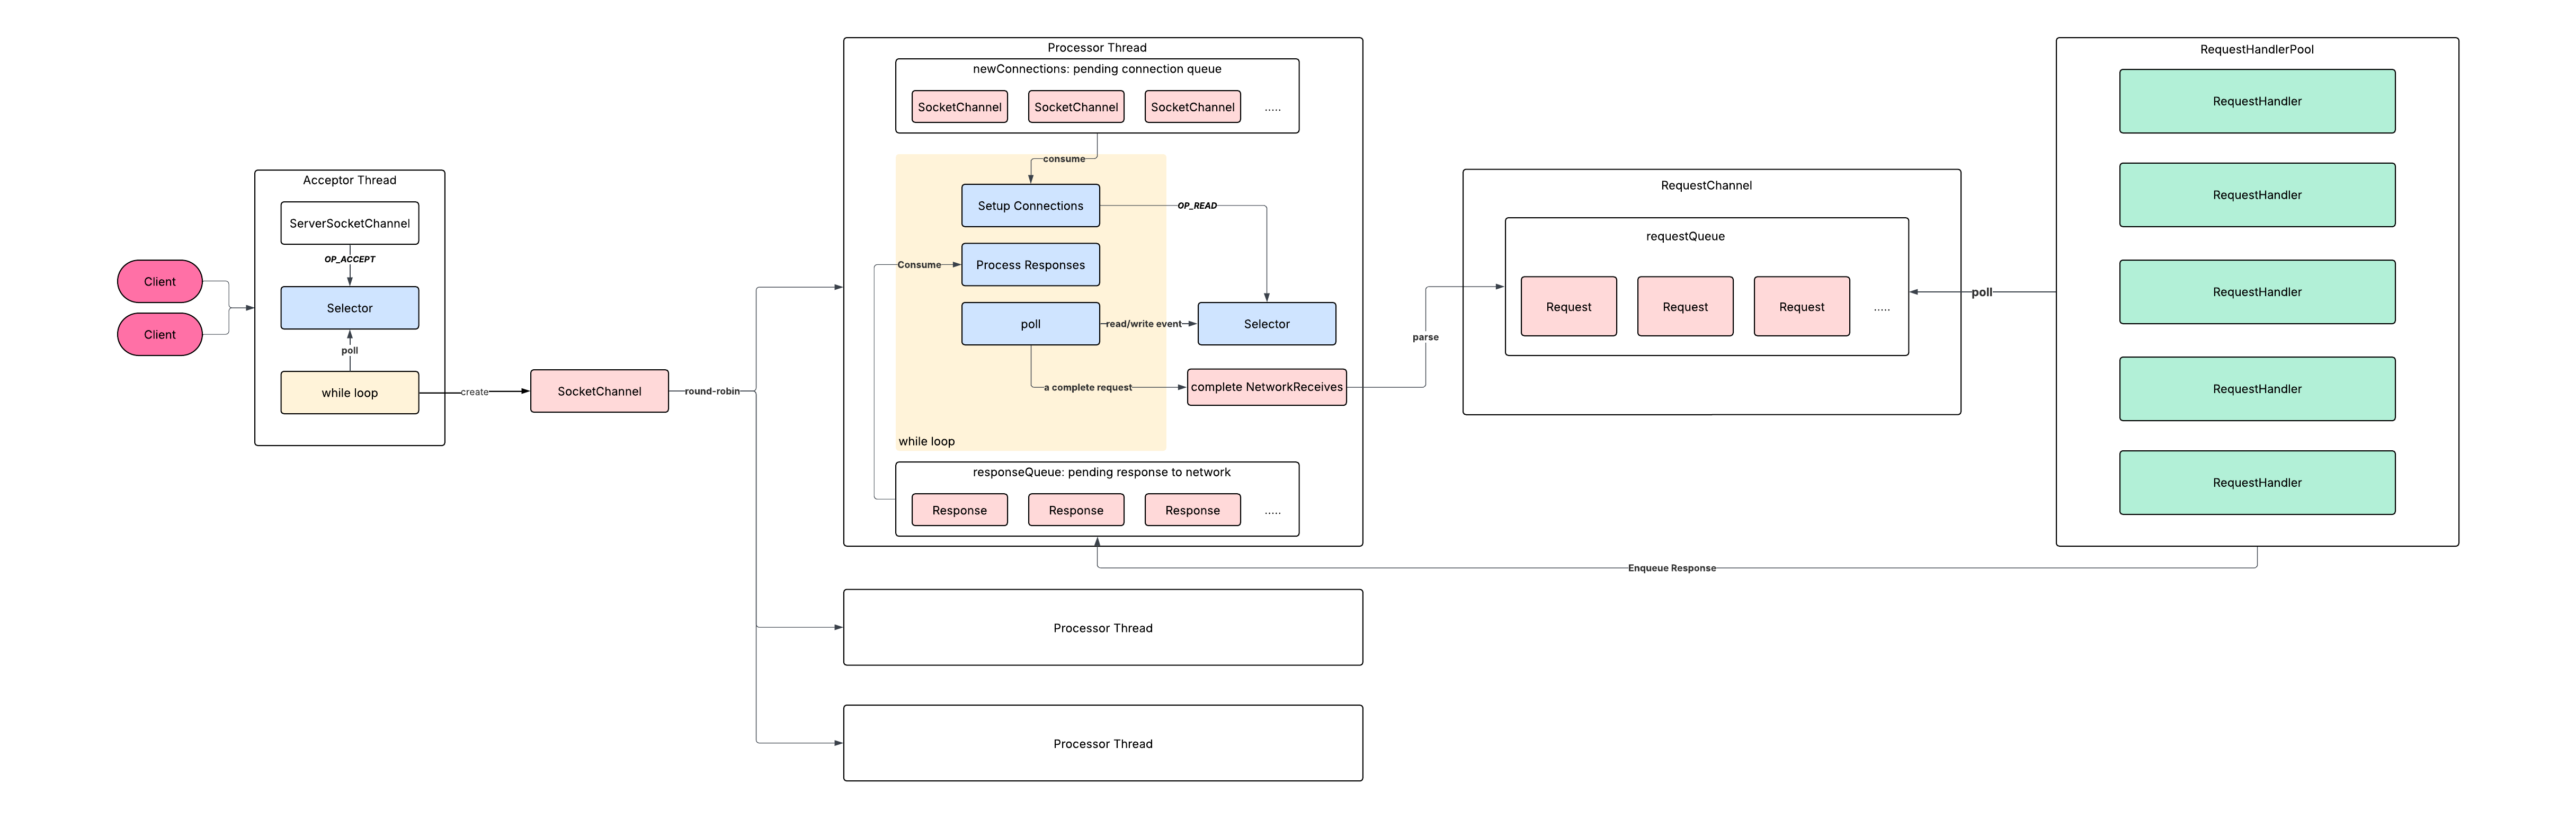 Client
Client
Acceptor Thread
ServerSocketChannel
OP_ACCEPT
Selector
poll
while loop
create
SocketChannel
round-robin
Processor Thread
newConnections: pending connection queue
SocketChannel
SocketChannel
SocketChannel
.....
consume
Setup Connections
OP_READ
Consume
Process Responses
poll
read/write event
Selector
a complete request
complete NetworkReceives
while loop
responseQueue: pending response to network
Response
Response
Response
.....
Processor Thread
Processor Thread
parse
RequestChannel
requestQueue
Request
Request
Request
.....
poll
RequestHandlerPool
RequestHandler
RequestHandler
RequestHandler
RequestHandler
RequestHandler
Enqueue Response